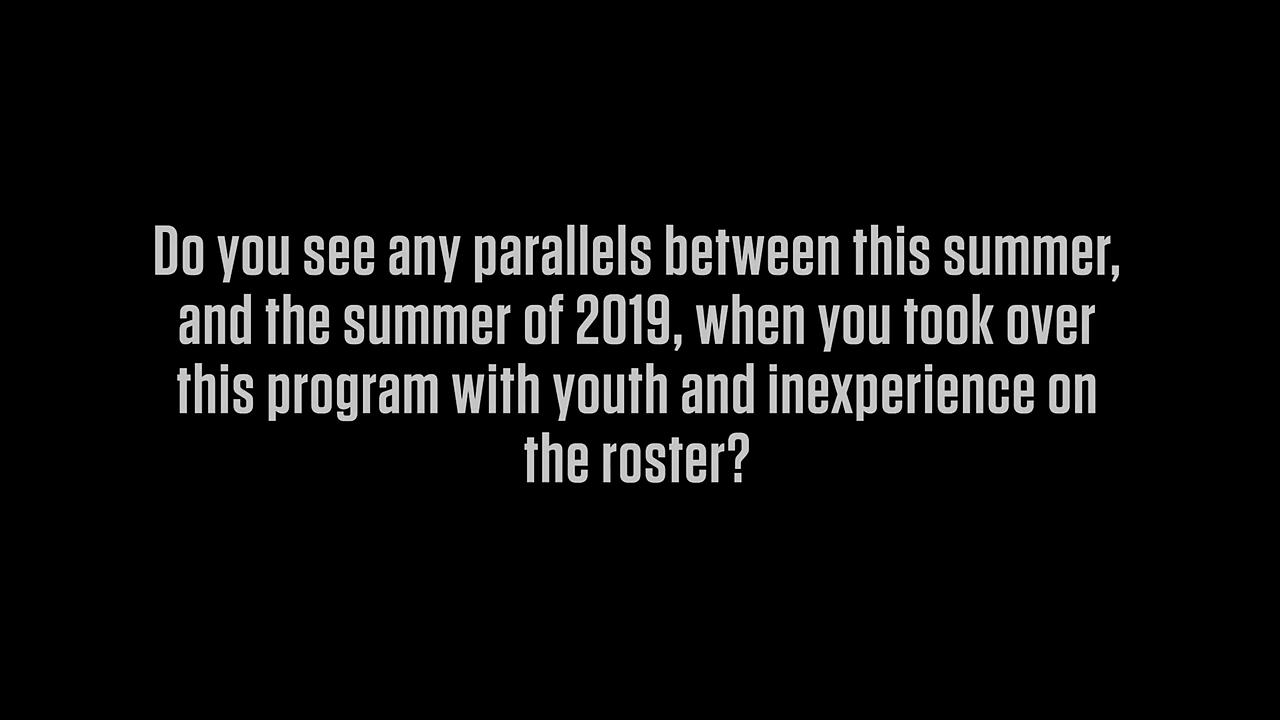 Do you see any parallels between this summer,
and the summer of 2019, when you took over
this program with youth and inexperience on
the roster?